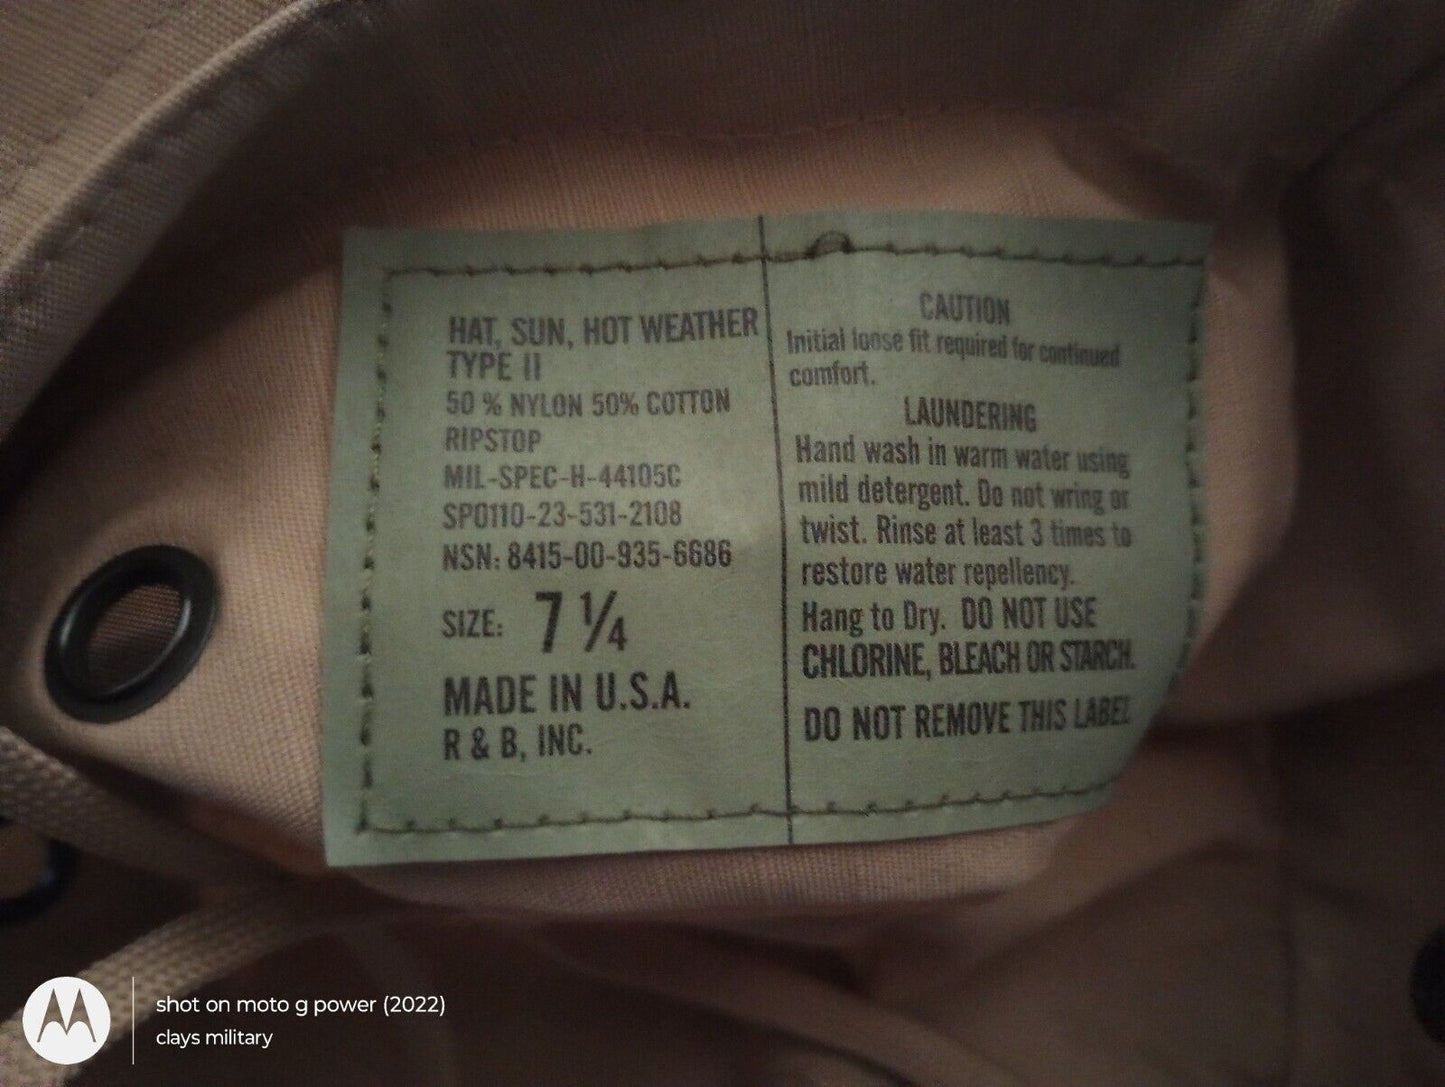 HAT, SUN, HOT WEATHER
TYPE II
50 % NYLON 50% COTTON
RIPSTOP
MIL-SPEC-H-44105C
SP0110-23-531-2108
NSN: 8415-00-935-6686
SIZE: 7 ¼
MADE IN U.S.A.
R & B, INC.
CAUTION
Initial loose fit required for continued
comfort.
LAUNDERING
Hand wash in warm water using
mild detergent. Do not wring or
twist. Rinse at least 3 times to
restore water repellency.
Hang to Dry. DO NOT USE
CHLORINE, BLEACH OR STARCH.
DO NOT REMOVE THIS LABEL
shot on moto g power (2022)
clays military